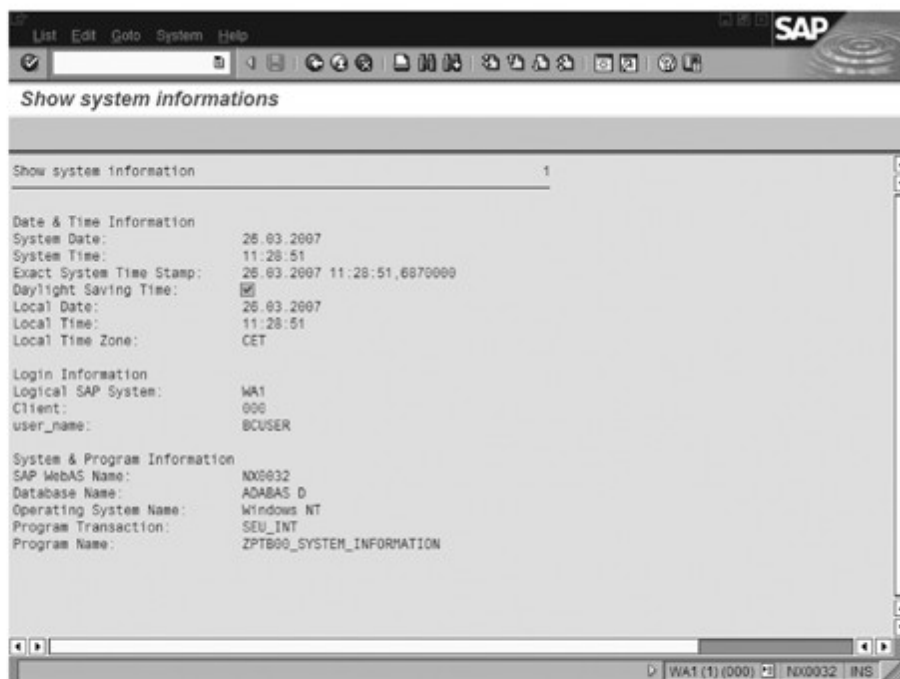 List Edit Goto System Help
SAP
Show system informations
Show system information 1
Date & Time Information
System Date: 26.03.2007
System Time: 11:28:51
Exact System Time Stamp: 26.03.2007 11:28:51,6870000
Daylight Saving Time:
Local Date: 26.03.2007
Local Time: 11:28:51
Local Time Zone: CET
Login Information
Logical SAP System: WA1
Client: 000
user_name: BCUSER
System & Program Information
SAP WebAS Name: NX0032
Database Name: ADABAS D
Operating System Name: Windows NT
Program Transaction: SEU_INT
Program Name: ZPTB00_SYSTEM_INFORMATION
WA1 (1) (000) NX0032 INS